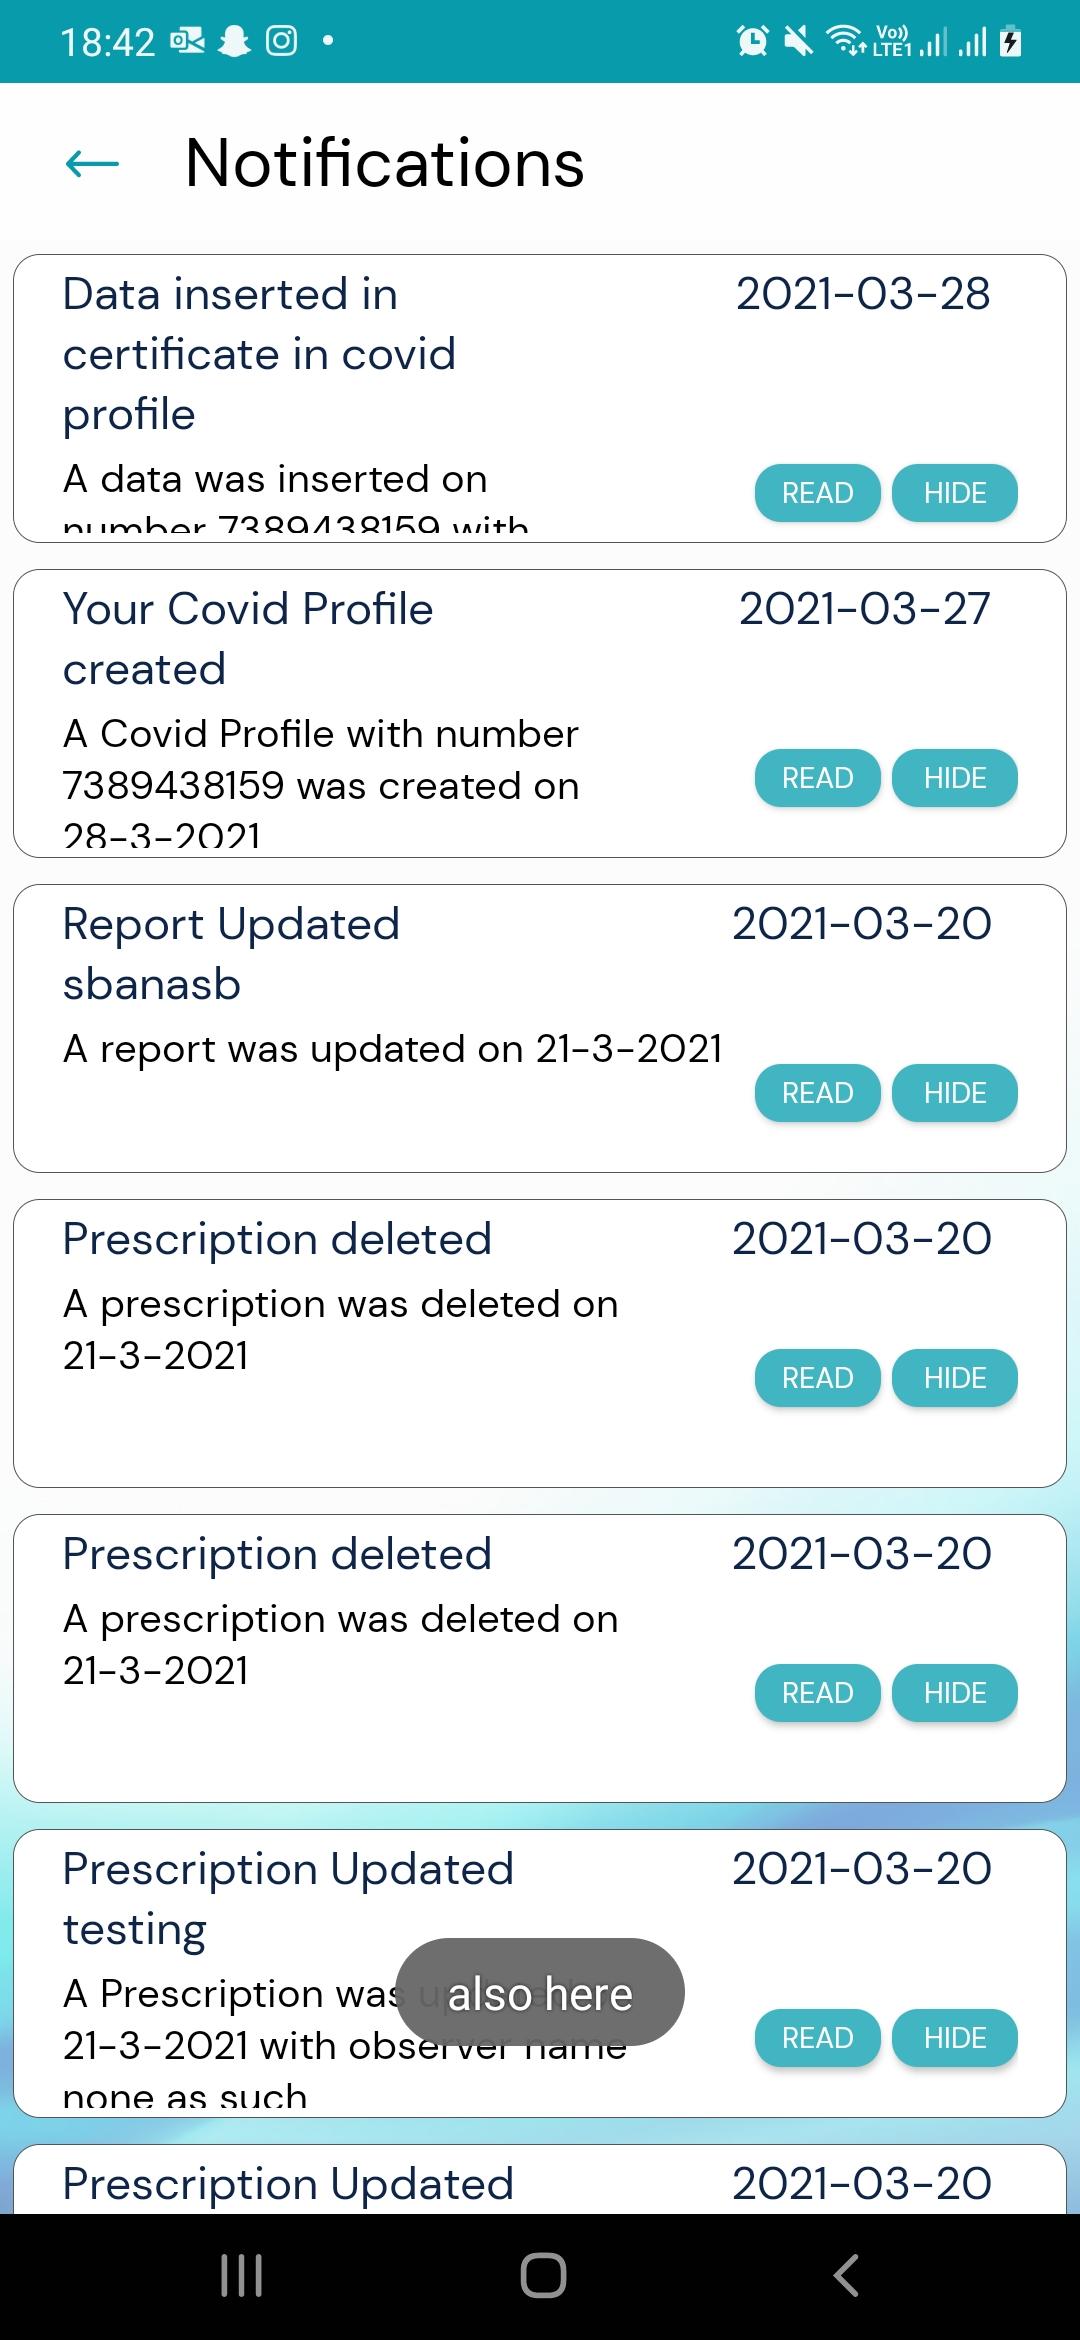 18:42
Vo))
LTE1
Notifications
Data inserted in
certificate in covid
profile
2021-03-28
A data was inserted on
number 7389438159 with
READ
HIDE
Your Covid Profile
created
2021-03-27
A Covid Profile with number
7389438159 was created on
28-3-2021
READ
HIDE
Report Updated
sbanasb
2021-03-20
A report was updated on 21-3-2021
READ
HIDE
Prescription deleted
2021-03-20
A prescription was deleted on
21-3-2021
READ
HIDE
Prescription deleted
2021-03-20
A prescription was deleted on
21-3-2021
READ
HIDE
Prescription Updated
testing
2021-03-20
A Prescription was
21-3-2021 with observer name
none as such
also here
READ
HIDE
Prescription Updated
2021-03-20